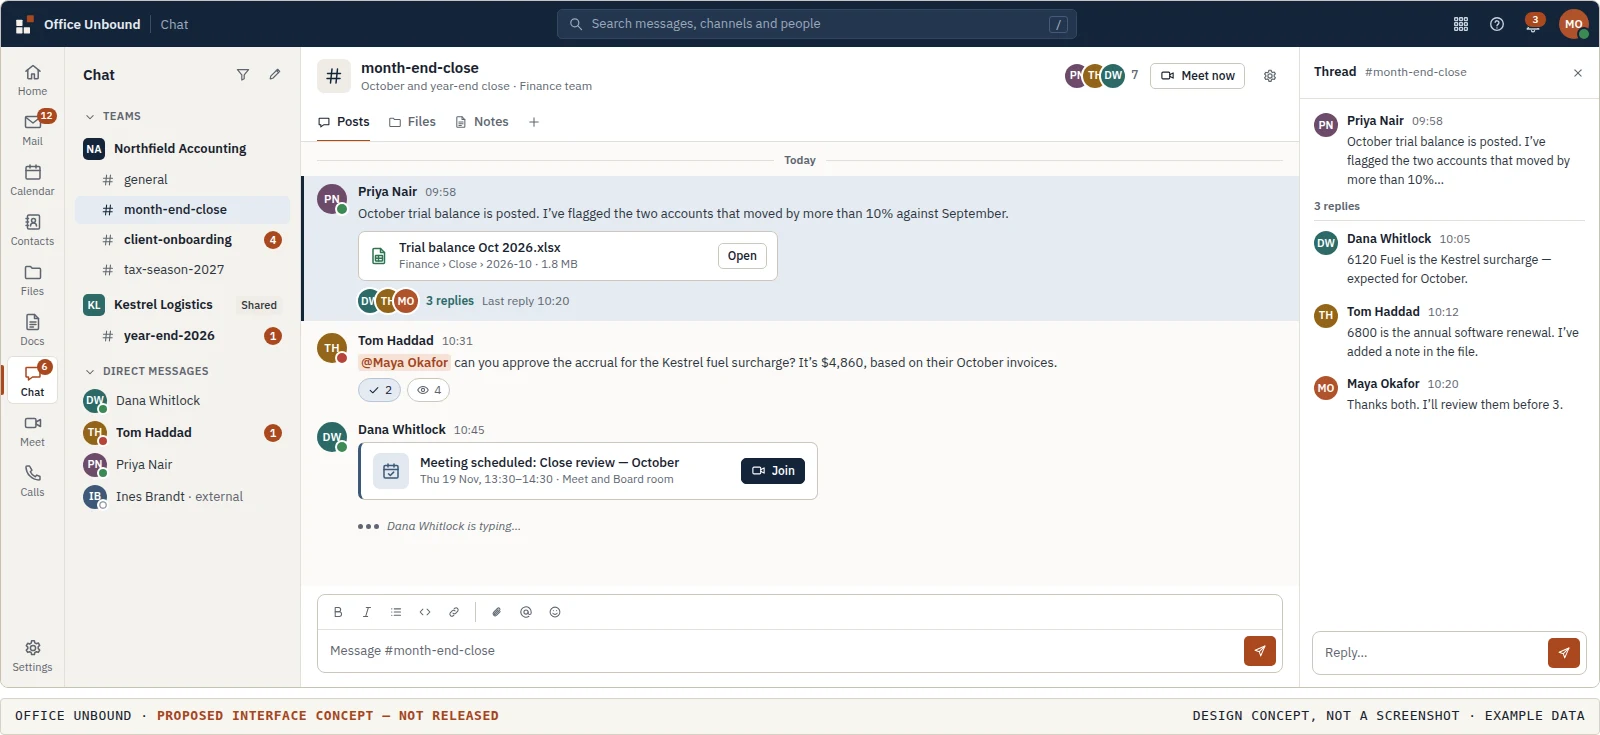 Office Unbound
Chat
Search messages, channels and people
/
3
MO
Home
12
Mail
Calendar
Contacts
Files
Docs
6
Chat
Meet
Calls
Settings
Chat
TEAMS
NA Northfield Accounting
# general
# month-end-close
# client-onboarding 4
# tax-season-2027
KL Kestrel Logistics Shared
# year-end-2026 1
DIRECT MESSAGES
DW Dana Whitlock
TH Tom Haddad 1
PN Priya Nair
IB Ines Brandt · external
# month-end-close
October and year-end close · Finance team
PN TH DW 7
Meet now
Posts Files Notes +
Today
PN Priya Nair 09:58
October trial balance is posted. I’ve flagged the two accounts that moved by more than 10% against September.
Trial balance Oct 2026.xlsx
Finance › Close › 2026-10 · 1.8 MB
Open
DW TH MO 3 replies Last reply 10:20
TH Tom Haddad 10:31
@Maya Okafor can you approve the accrual for the Kestrel fuel surcharge? It’s $4,860, based on their October invoices.
2 4
DW Dana Whitlock 10:45
Meeting scheduled: Close review — October
Thu 19 Nov, 13:30–14:30 · Meet and Board room
Join
Dana Whitlock is typing…
B I
Message #month-end-close
Thread #month-end-close
PN Priya Nair 09:58
October trial balance is posted. I’ve
flagged the two accounts that moved by
more than 10%…
3 replies
DW Dana Whitlock 10:05
6120 Fuel is the Kestrel surcharge —
expected for October.
TH Tom Haddad 10:12
6800 is the annual software renewal. I’ve
added a note in the file.
MO Maya Okafor 10:20
Thanks both. I’ll review them before 3.
Reply…
OFFICE UNBOUND · PROPOSED INTERFACE CONCEPT — NOT RELEASED
DESIGN CONCEPT, NOT A SCREENSHOT · EXAMPLE DATA